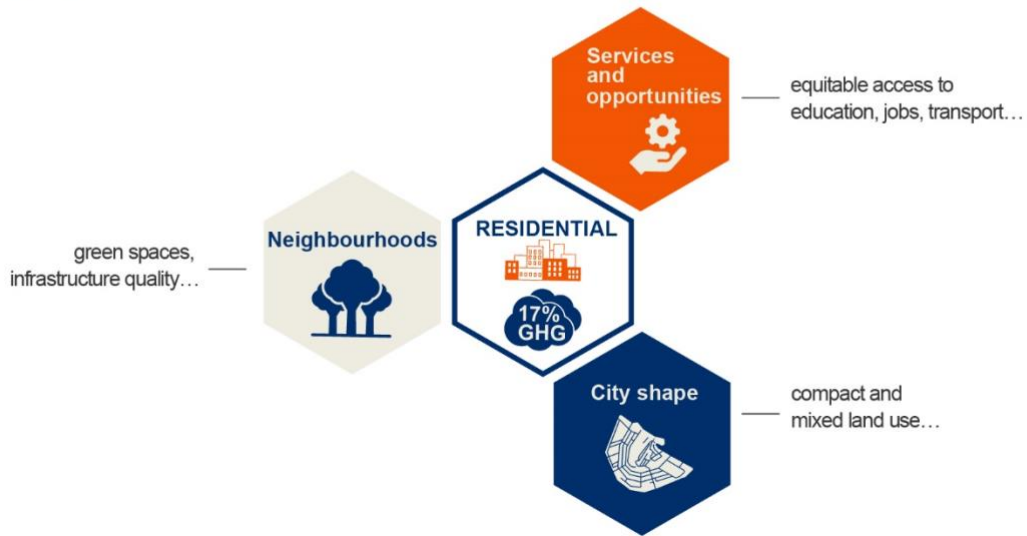 Services
and
opportunities
equitable access to
education, jobs, transport…
Neighbourhoods
green spaces,
infrastructure quality…
RESIDENTIAL
17%
GHG
City shape
compact and
mixed land use…